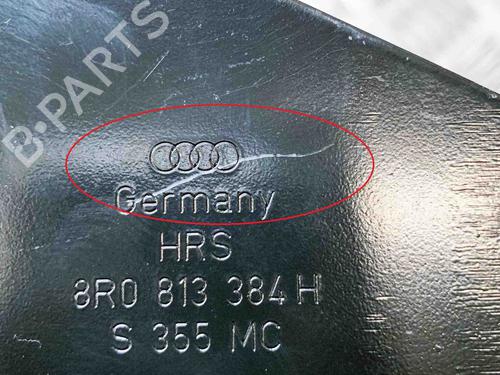 B-PARTS
Germany
HRS
8R0 813 384 H
S 355 MC